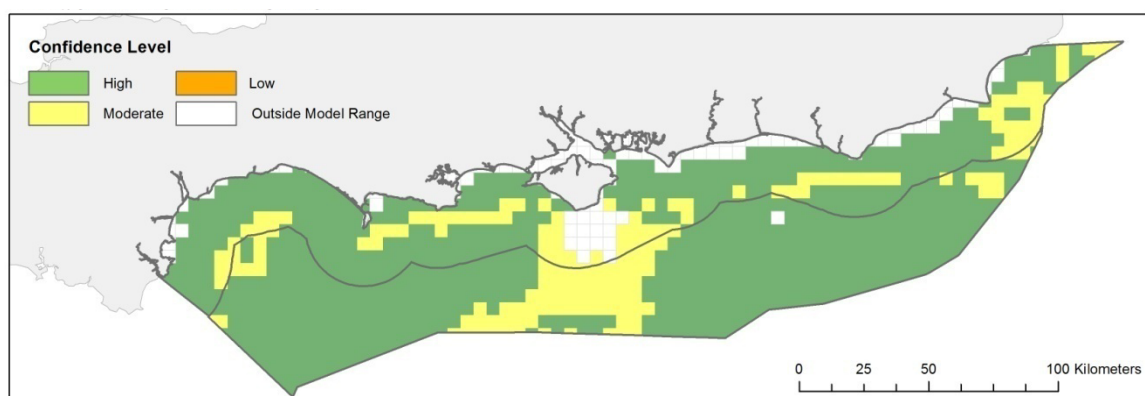 Confidence Level
High
Low
Moderate
Outside Model Range
0 25 50 100 Kilometers